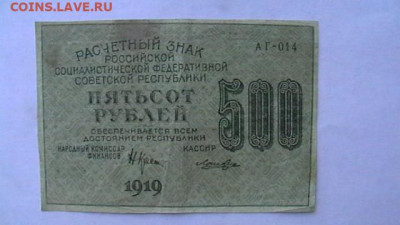 COINS.LAVE.RU
РАСЧЕТНЫЙ ЗНАК
РОССИЙСКОЙ
СОЦИАЛИСТИЧЕСКОЙ ФЕДЕРАТИВНОЙ
СОВЕТСКОЙ РЕСПУБЛИКИ
АГ-014
ПЯТЬСОТ
РУБЛЕЙ
500
ОБЕСПЕЧИВАЕТСЯ ВСЕМ
ДОСТОЯНИЕМ РЕСПУБЛИКИ
НАРОДНЫЙ КОМИССАР
ФИНАНСОВ
КАССИР
1919